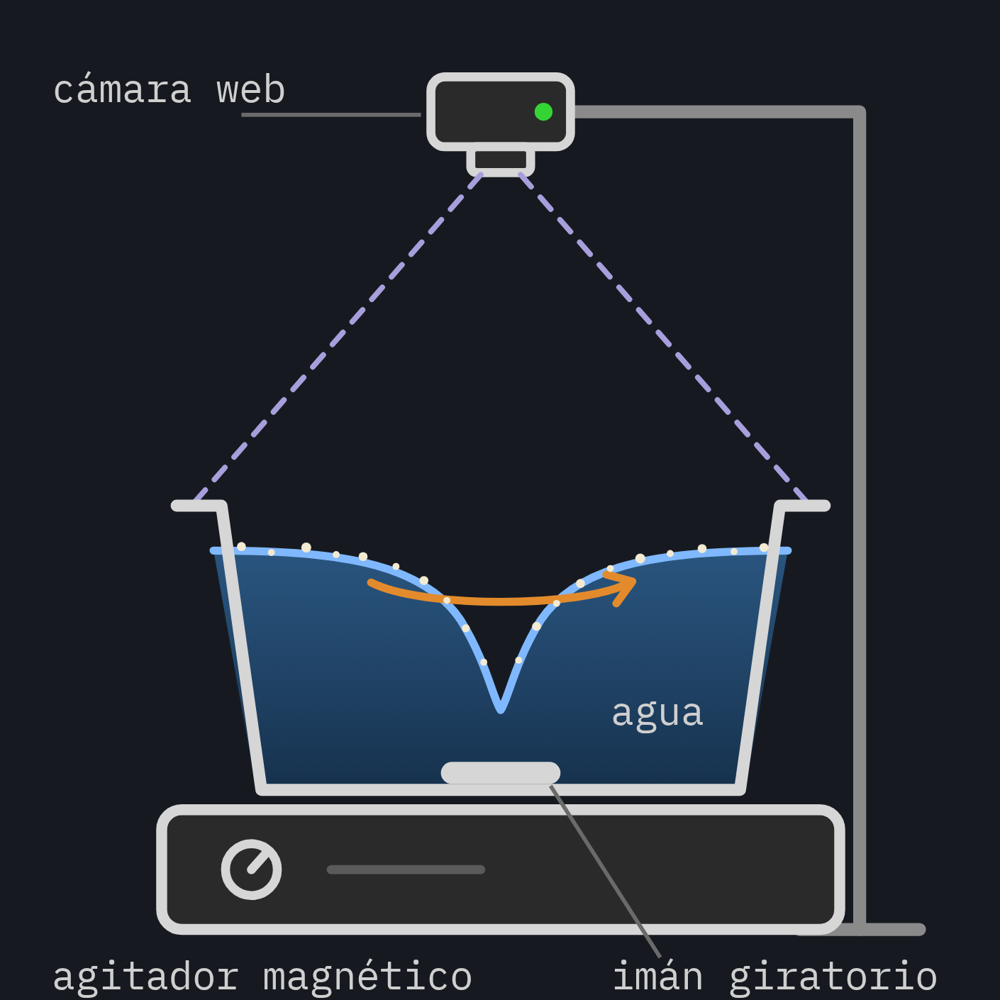 cámara web
agua
agitador magnético
imán giratorio